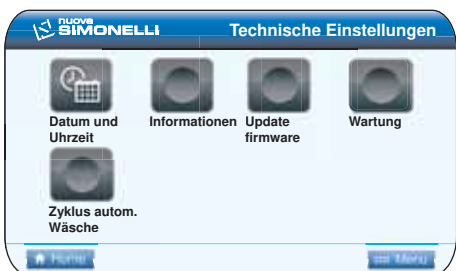 nuova
SIMONELLI
Technische Einstellungen
Datum und
Uhrzeit
Informationen
Update
firmware
Wartung
Zyklus autom.
Wäsche
Home
Menu